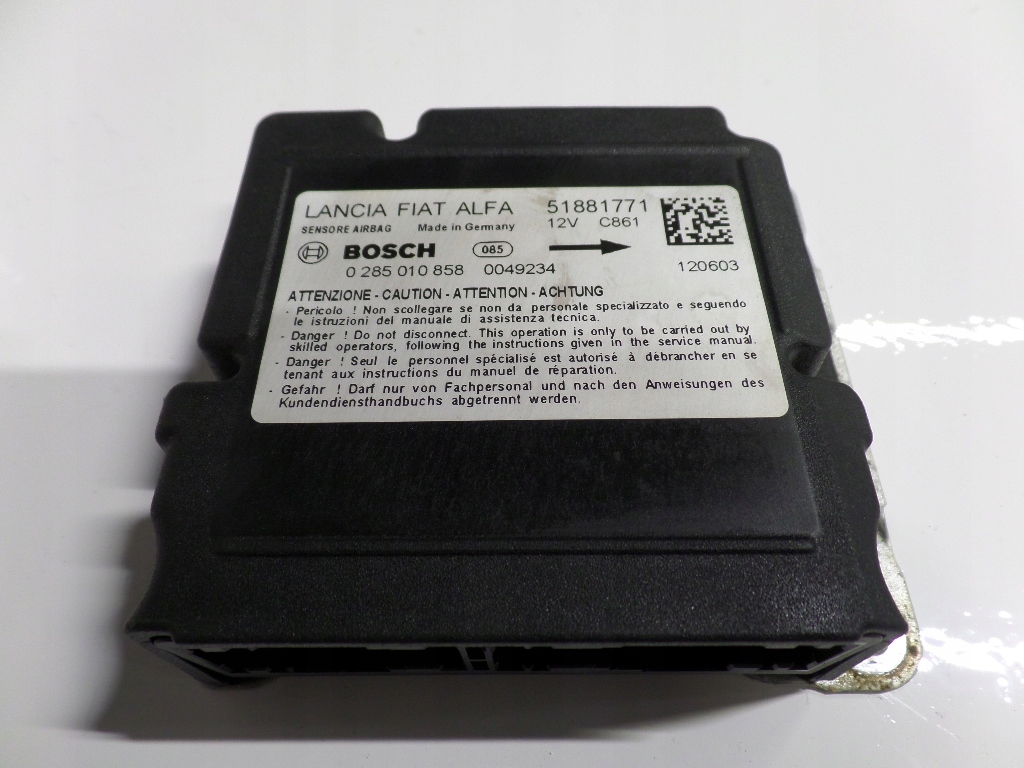 LANCIA FIAT ALFA 51881771
SENSORE AIRBAG Made in Germany 12V C861
BOSCH 085
0 285 010 858 0049234 120603
ATTENZIONE - CAUTION - ATTENTION - ACHTUNG
- Pericolo ! Non scollegare se non da personale specializzato e seguendo
le istruzioni del manuale di assistenza tecnica.
- Danger ! Do not disconnect. This operation is only to be carried out by
skilled operators, following the instructions given in the service manual.
- Danger ! Seul le personnel spécialisé est autorisé à débrancher en se
tenant aux instructions du manuel de réparation.
- Gefahr ! Darf nur von Fachpersonal und nach den Anweisungen des
Kundendiensthandbuchs abgetrennt werden.